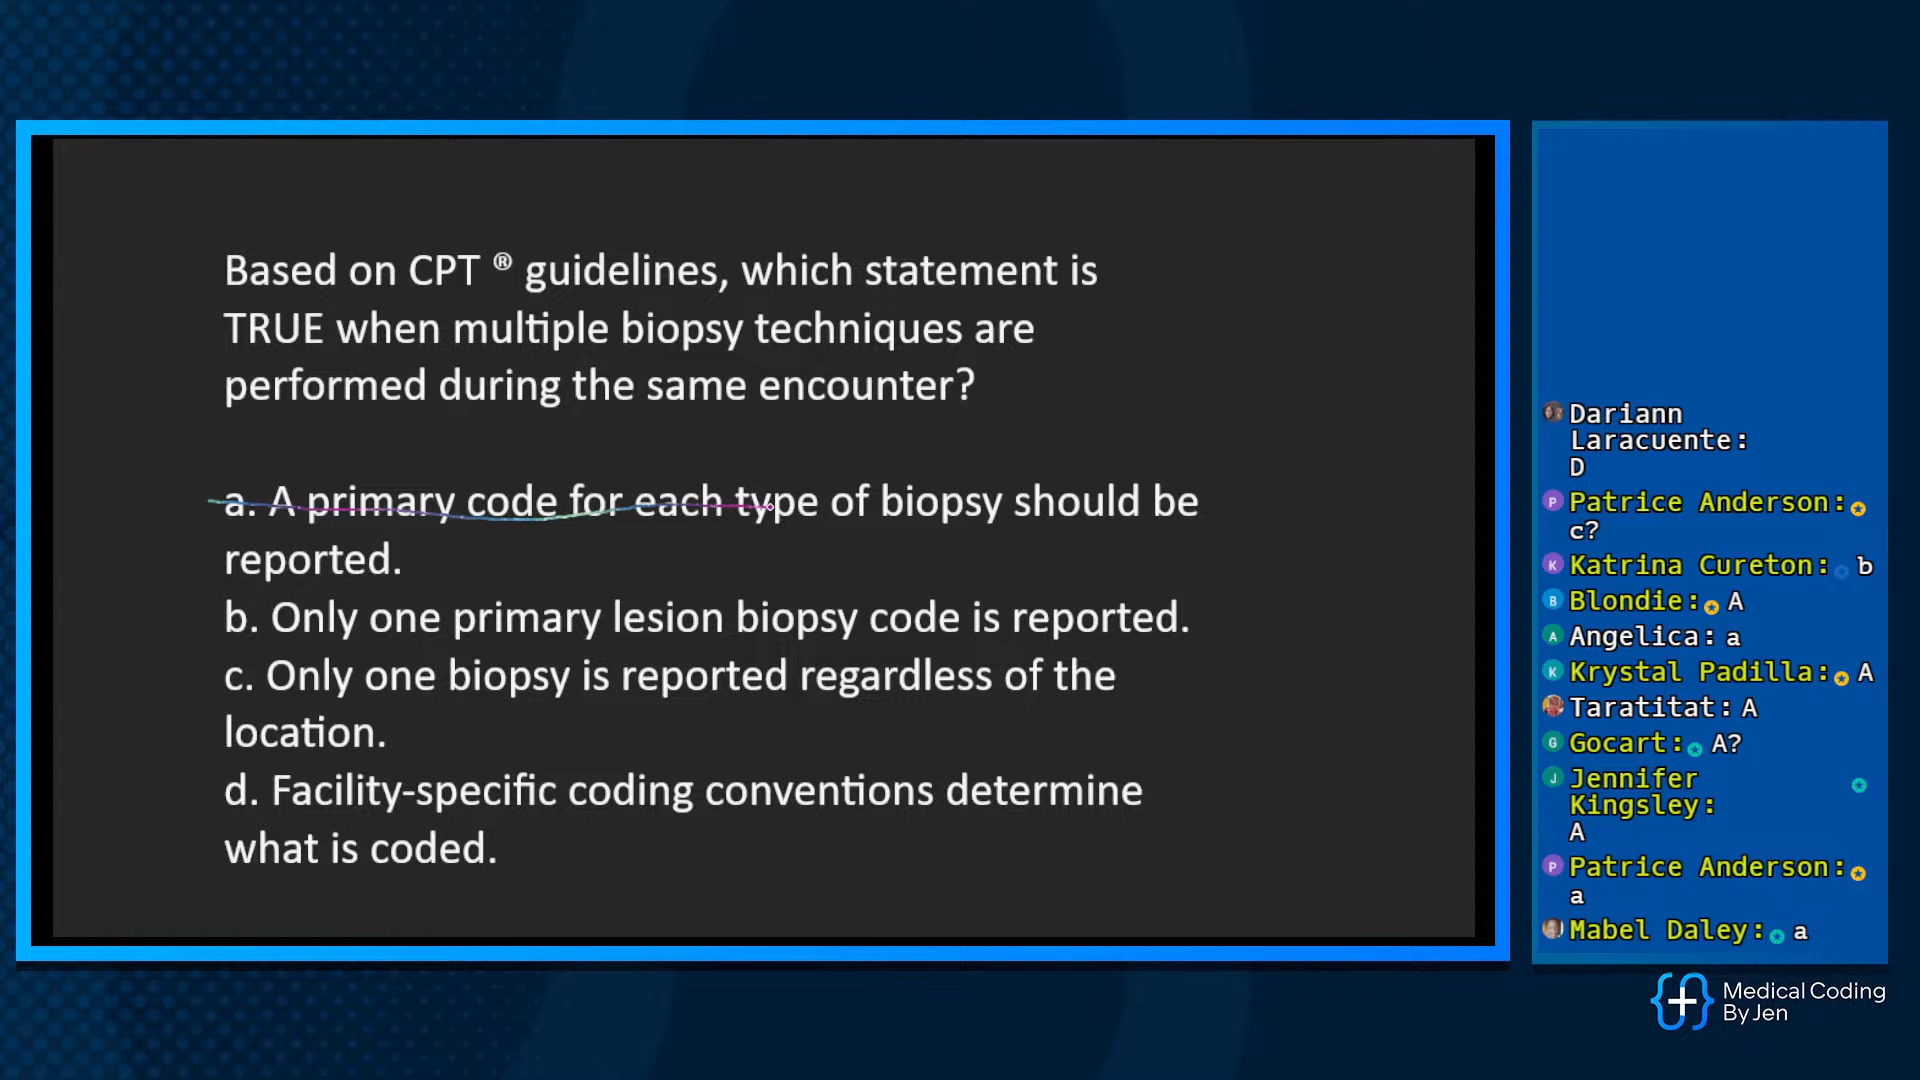 Based on CPT ® guidelines, which statement is
TRUE when multiple biopsy techniques are
performed during the same encounter?
a. A primary code for each type of biopsy should be
reported.
b. Only one primary lesion biopsy code is reported.
c. Only one biopsy is reported regardless of the
location.
d. Facility-specific coding conventions determine
what is coded.
Dariann
Laracuente:
D
P Patrice Anderson:
c?
K Katrina Cureton: b
B Blondie: A
A Angelica: a
K Krystal Padilla: A
Taratitat: A
G Gocart: A?
J Jennifer
Kingsley:
A
P Patrice Anderson:
a
Mabel Daley: a
Medical Coding
By Jen